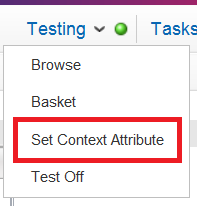 Testing Tasks
Browse
Basket
Set Context Attribute
Test Off